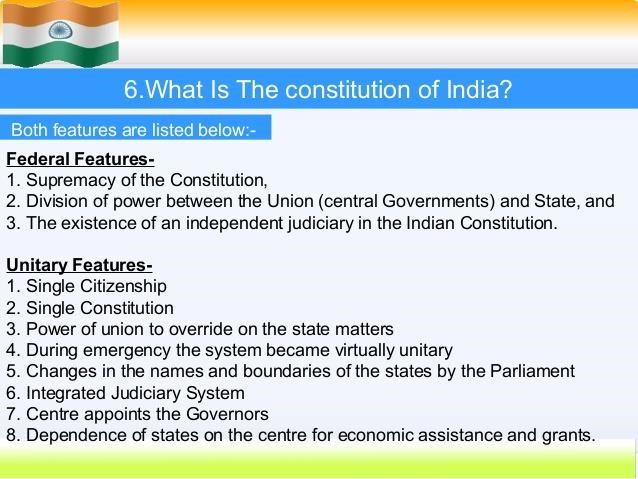 6.What Is The constitution of India?
Both features are listed below:-
Federal Features-
1. Supremacy of the Constitution,
2. Division of power between the Union (central Governments) and State, and
3. The existence of an independent judiciary in the Indian Constitution.
Unitary Features-
1. Single Citizenship
2. Single Constitution
3. Power of union to override on the state matters
4. During emergency the system became virtually unitary
5. Changes in the names and boundaries of the states by the Parliament
6. Integrated Judiciary System
7. Centre appoints the Governors
8. Dependence of states on the centre for economic assistance and grants.